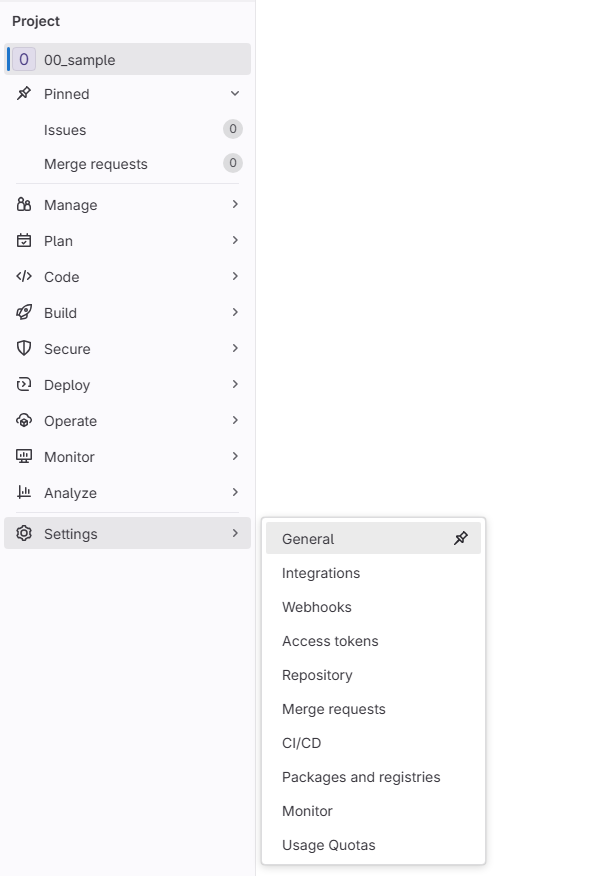 Project
0 00_sample
Pinned
Issues 0
Merge requests 0
Manage
Plan
Code
Build
Secure
Deploy
Operate
Monitor
Analyze
Settings
General
Integrations
Webhooks
Access tokens
Repository
Merge requests
CI/CD
Packages and registries
Monitor
Usage Quotas